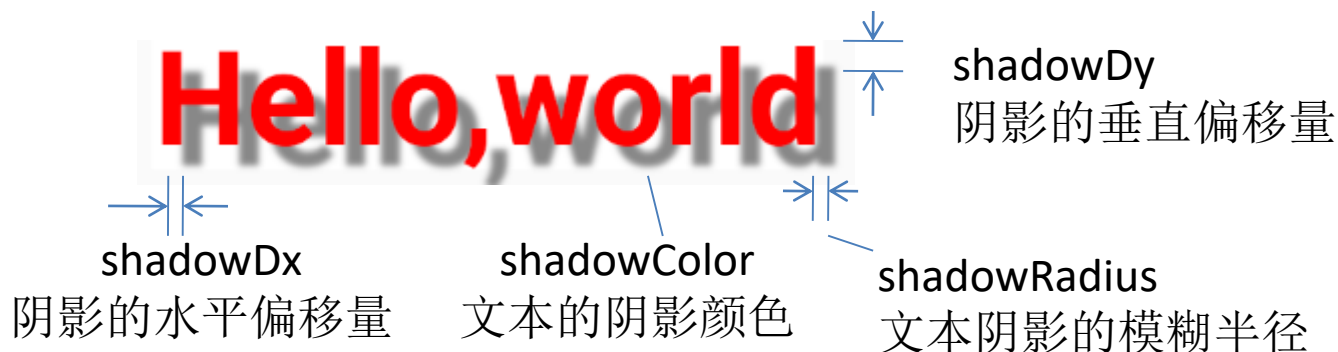 Hello,world
shadowDy
阴影的垂直偏移量
shadowDx
阴影的水平偏移量
shadowColor
文本的阴影颜色
shadowRadius
文本阴影的模糊半径